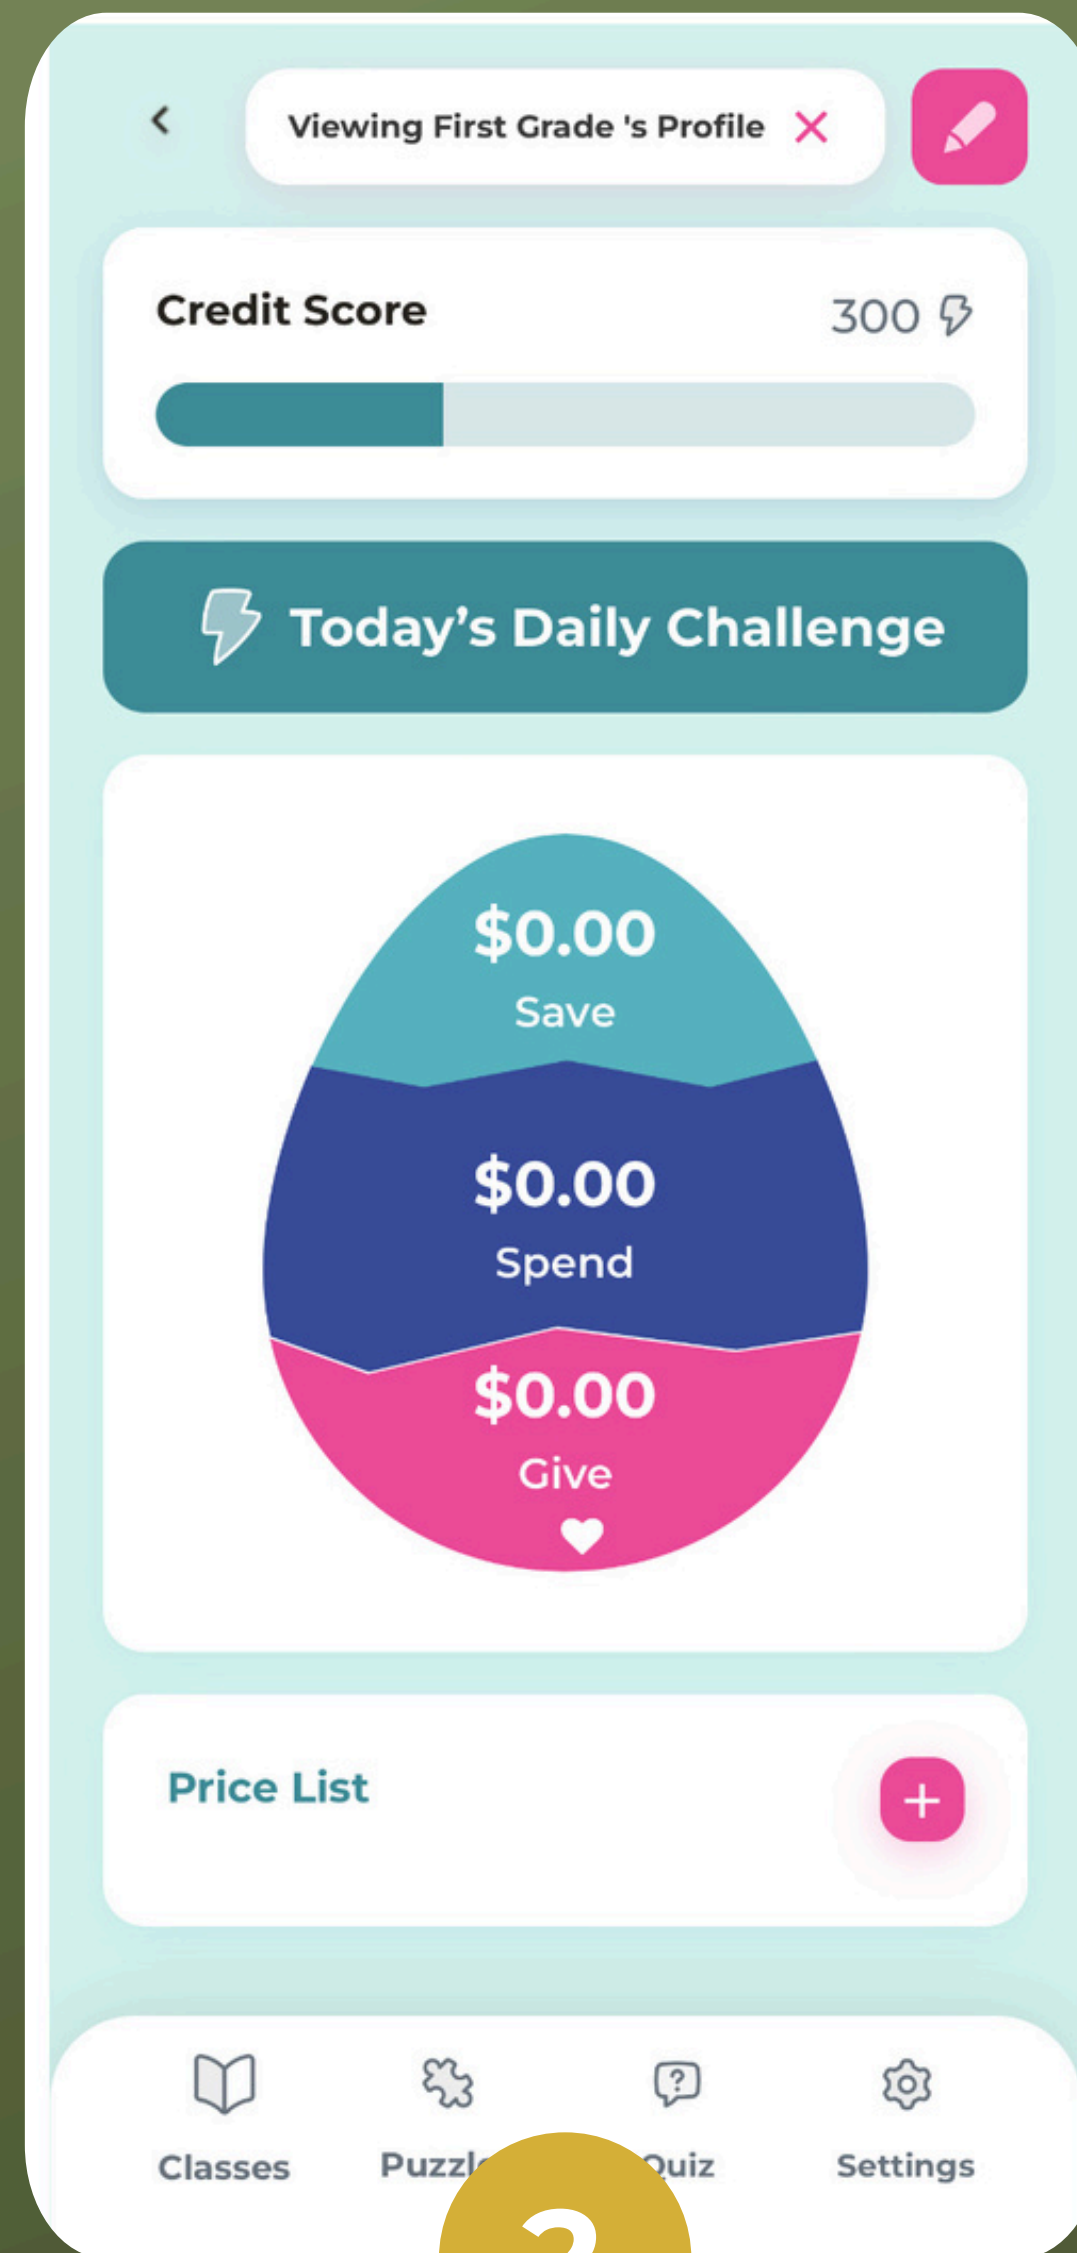 Viewing First Grade 's Profile
Credit Score
300
Today's Daily Challenge
$0.00
Save
$0.00
Spend
$0.00
Give
Price List
Classes
Settings